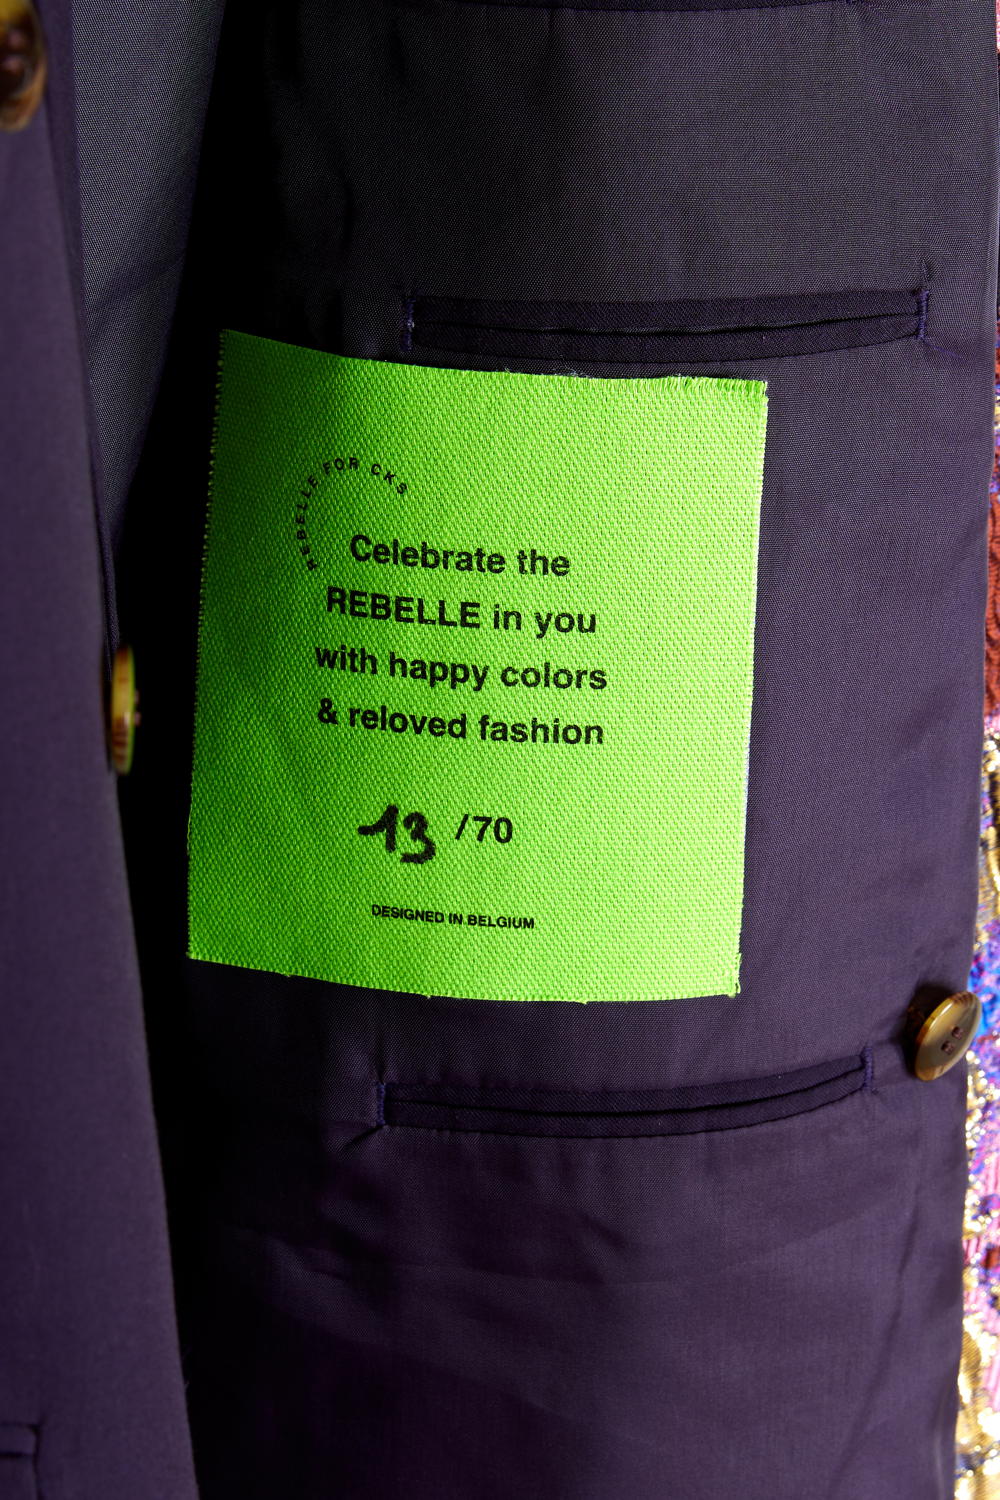 REBELLE FOR CKS
Celebrate the
REBELLE in you
with happy colors
& reloved fashion
13 /70
DESIGNED IN BELGIUM